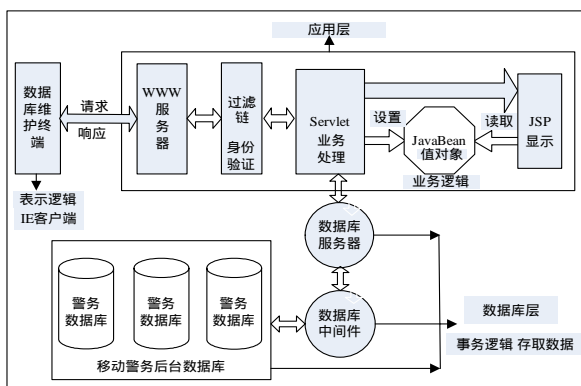 应用层
数据
库维
护终
端
请求
响应
WWW
服务
器
过滤
链
身份
验证
Servlet
业务
处理
设置
JavaBean
值对象
读取
JSP
显示
业务逻辑
表示逻辑
IE客户端
数据库
服务器
警务
数据库
警务
数据库
警务
数据库
移动警务后台数据库
数据库
中间件
数据库层
事务逻辑 存取数据